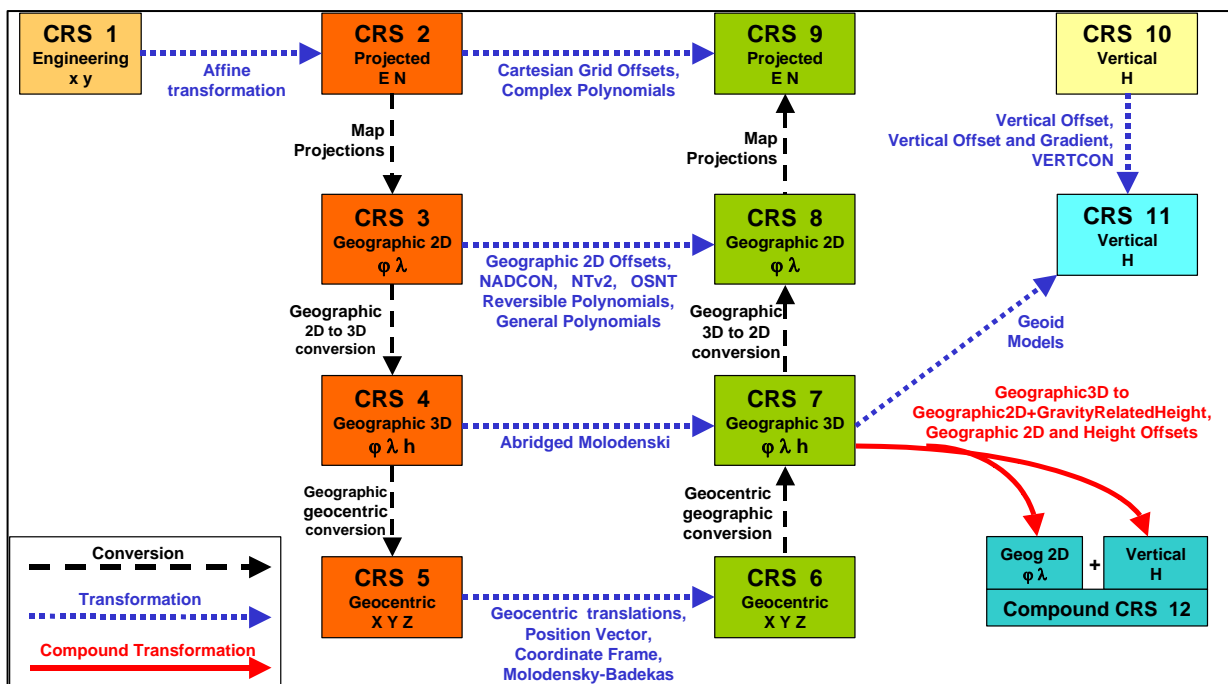 CRS 1
Engineering
x y
Affine
transformation
CRS 2
Projected
E N
Cartesian Grid Offsets,
Complex Polynomials
CRS 9
Projected
E N
CRS 10
Vertical
H
Map
Projections
Map
Projections
Vertical Offset,
Vertical Offset and Gradient,
VERTCON
CRS 3
Geographic 2D
φ λ
Geographic 2D Offsets,
NADCON, NTv2, OSNT
Reversible Polynomials,
General Polynomials
CRS 8
Geographic 2D
φ λ
CRS 11
Vertical
H
Geographic
2D to 3D
conversion
Geographic
3D to 2D
conversion
Geoid
Models
CRS 4
Geographic 3D
φ λ h
Abridged Molodenski
CRS 7
Geographic 3D
φ λ h
Geographic3D to
Geographic2D+GravityRelatedHeight,
Geographic 2D and Height Offsets
Geographic
geocentric
conversion
Geocentric
geographic
conversion
CRS 5
Geocentric
X Y Z
Geocentric translations,
Position Vector,
Coordinate Frame,
Molodensky-Badekas
CRS 6
Geocentric
X Y Z
Geog 2D
φ λ
+
Vertical
H
Compound CRS 12
Conversion
Transformation
Compound Transformation